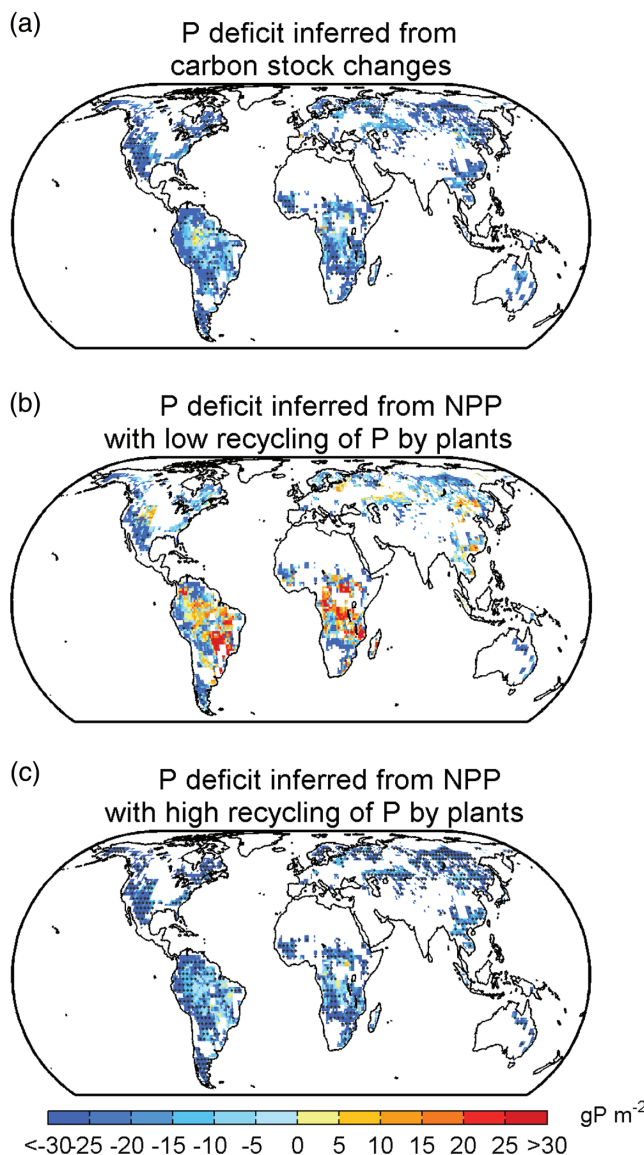 (a)
P deficit inferred from
carbon stock changes
(b)
P deficit inferred from NPP
with low recycling of P by plants
(c)
P deficit inferred from NPP
with high recycling of P by plants
gP m-2
<-30 -25 -20 -15 -10 -5 0 5 10 15 20 25 >30